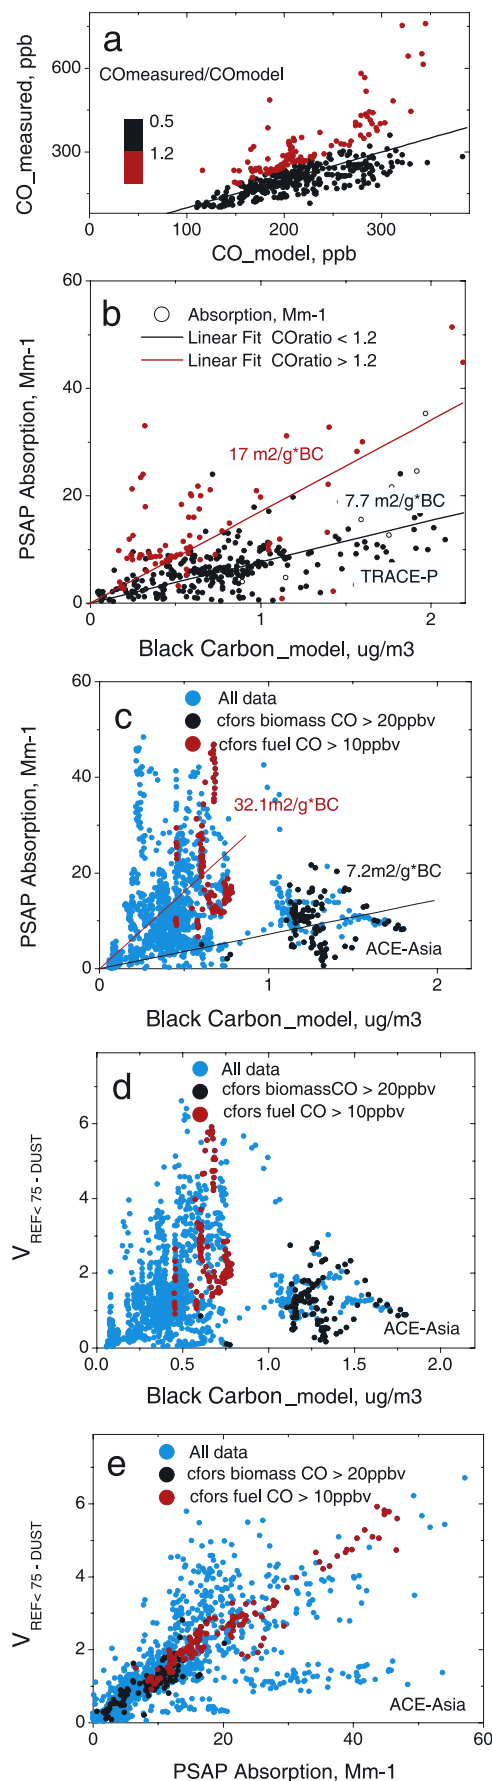 a
COmeasured/COmodel
0.5
1.2
600
300
CO_measured, ppb
0 100 200 300
CO_model, ppb
b
Absorption, Mm-1
Linear Fit COratio < 1.2
Linear Fit COratio > 1.2
17 m2/g*BC
7.7 m2/g*BC
TRACE-P
60
40
20
0
PSAP Absorption, Mm-1
0 1 2
Black Carbon_model, ug/m3
c
All data
cfors biomass CO > 20ppbv
cfors fuel CO > 10ppbv
32.1m2/g*BC
7.2m2/g*BC
ACE-Asia
60
40
20
0
PSAP Absorption, Mm-1
0 1 2
Black Carbon_model, ug/m3
d
All data
cfors biomassCO > 20ppbv
cfors fuel CO > 10ppbv
ACE-Asia
6
4
2
0
V REF< 75 - DUST
0.0 0.5 1.0 1.5 2.0
Black Carbon_model, ug/m3
e
All data
cfors biomass CO > 20ppbv
cfors fuel CO > 10ppbv
ACE-Asia
8
6
4
2
0
V REF< 75 - DUST
0 20 40 60
PSAP Absorption, Mm-1